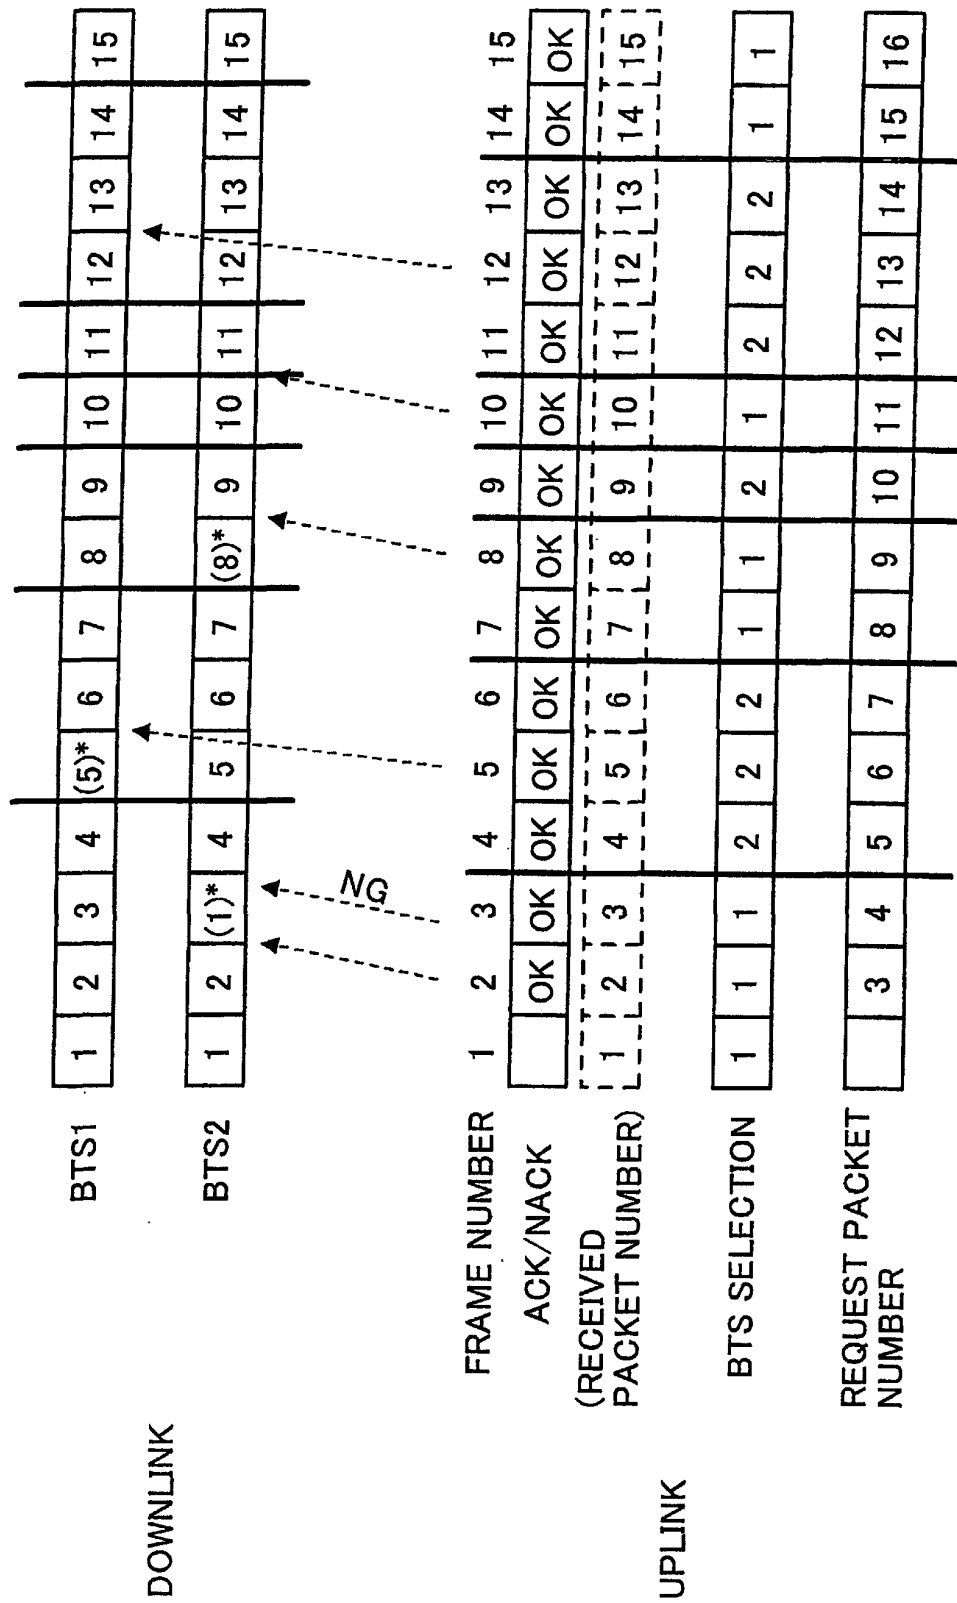 DOWNLINK
BTS1 1 2 3 4 (5)* 6 7 8 9 10 11 12 13 14 15
BTS2 1 2 (1)* 4 5 6 7 (8)* 9 10 11 12 13 14 15
NG
UPLINK
FRAME NUMBER 1 2 3 4 5 6 7 8 9 10 11 12 13 14 15
ACK/NACK OK OK OK OK OK OK OK OK OK OK OK OK OK OK
(RECEIVED
PACKET NUMBER) 1 2 3 4 5 6 7 8 9 10 11 12 13 14 15
BTS SELECTION 1 1 1 2 2 2 1 1 2 1 2 2 2 1 1
REQUEST PACKET
NUMBER 3 4 5 6 7 8 9 10 11 12 13 14 15 16